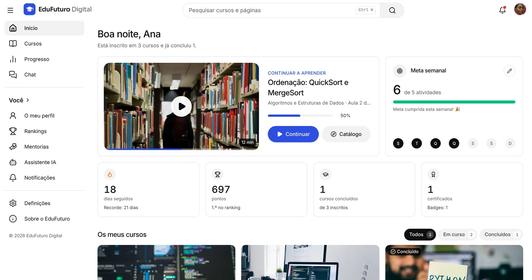 EduFuturo Digital
Pesquisar cursos e páginas
Ctrl K
Início
Cursos
Progresso
Chat
Você
O meu perfil
Rankings
Mentorias
Assistente IA
Notificações
Definições
Sobre o EduFuturo
© 2026 EduFuturo Digital
Boa noite, Ana
Está inscrito em 3 cursos e já concluiu 1.
12 min
CONTINUAR A APRENDER
Ordenação: QuickSort e
MergeSort
Algoritmos e Estruturas de Dados · Aula 2 d...
50%
Continuar
Catálogo
Meta semanal
6 de 5 atividades
Meta cumprida esta semana! 🎉
S T Q Q S S D
18
dias seguidos
Recorde: 21 dias
697
pontos
1.º no ranking
1
cursos concluídos
de 3 inscritos
1
certificados
Badges: 1
Os meus cursos
Todos 3
Em curso 2
Concluídos 1
Concluído